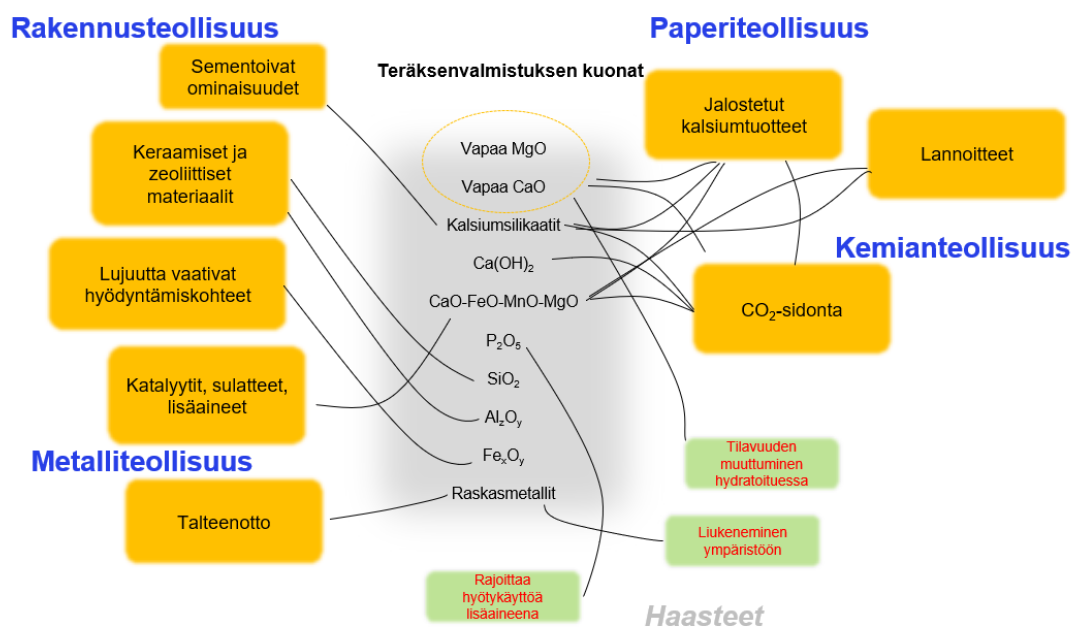 Rakennusteollisuus
Paperiteollisuus
Sementoivat
ominaisuudet
Teräksenvalmistuksen kuonat
Jalostetut
kalsiumtuotteet
Lannoitteet
Keraamiset ja
zeoliittiset
materiaalit
Vapaa MgO
Vapaa CaO
Kalsiumsilikaatit
Kemianteollisuus
Lujuutta vaativat
hyödyntämiskohteet
Ca(OH)₂
CaO-FeO-MnO-MgO
CO₂-sidonta
P₂O₅
Katalyytit, sulatteet,
lisäaineet
SiO₂
Al_zO_y
Metalliteollisuus
Fe_xO_y
Tilavuuden
muuttuminen
hydratoituessa
Raskasmetallit
Talteenotto
Liukeneminen
ympäristöön
Rajoittaa
hyötykäyttöä
lisäaineena
Haasteet